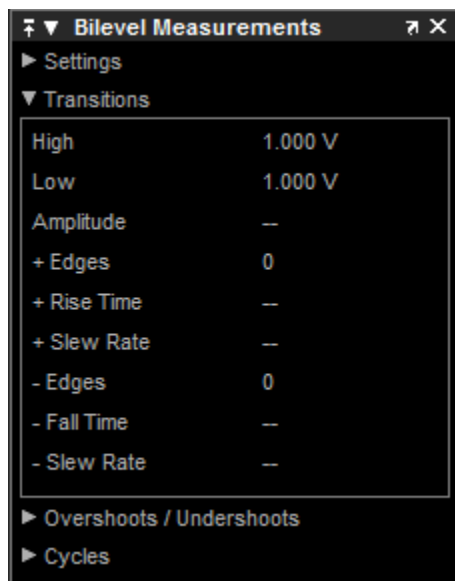 Bilevel Measurements
Settings
Transitions
High 1.000 V
Low 1.000 V
Amplitude --
+ Edges 0
+ Rise Time --
+ Slew Rate --
- Edges 0
- Fall Time --
- Slew Rate --
Overshoots / Undershoots
Cycles